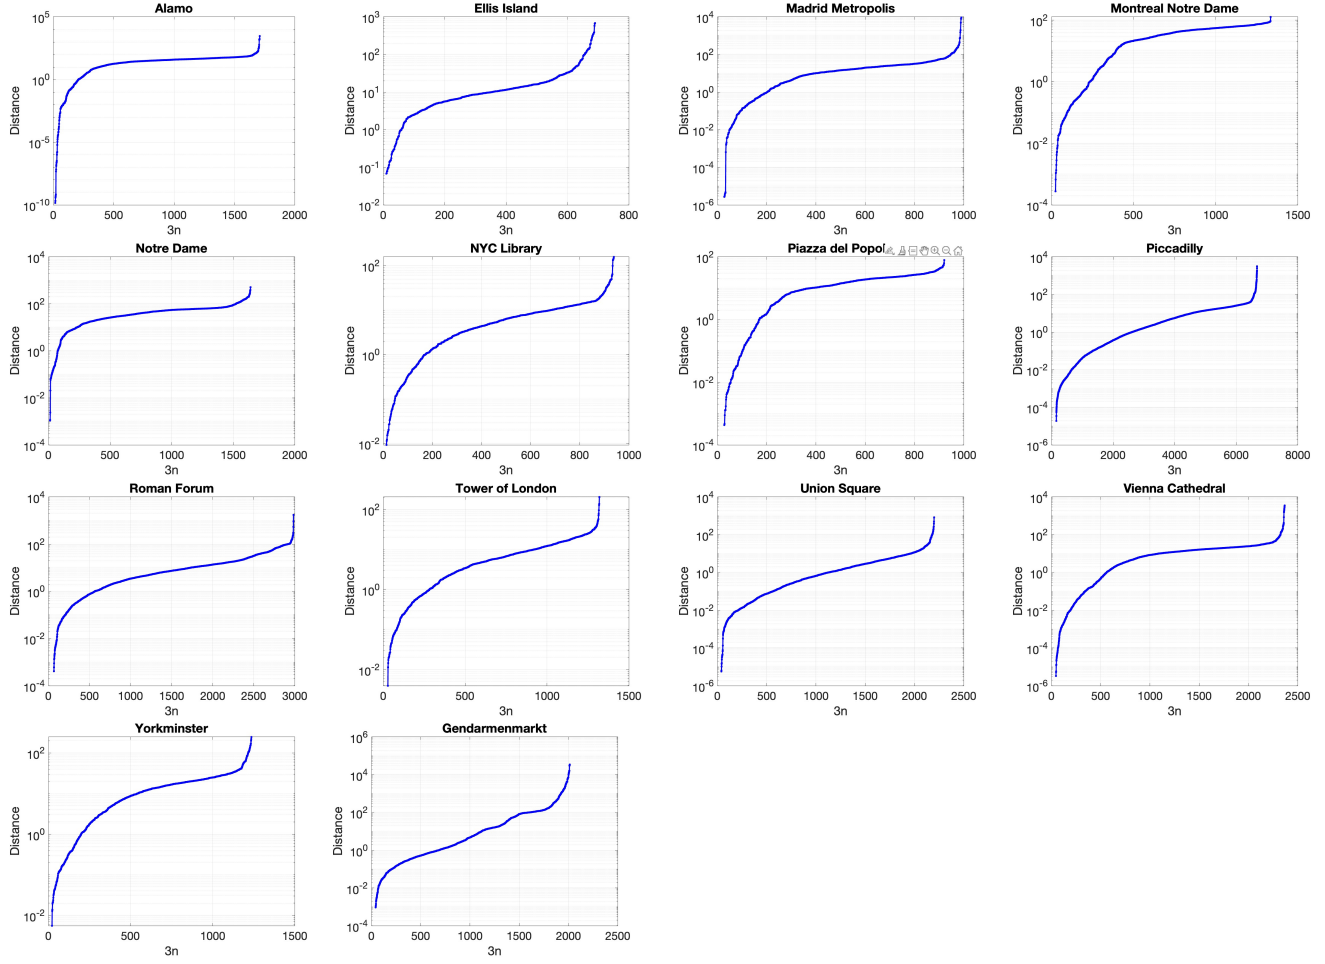 Alamo
Distance
10^5
10^0
10^-5
10^-10
0 500 1000 1500 2000
3n
Ellis Island
Distance
10^3
10^2
10^1
10^0
10^-1
10^-2
0 200 400 600 800
3n
Madrid Metropolis
Distance
10^4
10^2
10^0
10^-2
10^-4
10^-6
0 200 400 600 800 1000
3n
Montreal Notre Dame
Distance
10^2
10^0
10^-2
10^-4
0 500 1000 1500
3n
Notre Dame
Distance
10^4
10^2
10^0
10^-2
10^-4
0 500 1000 1500 2000
3n
NYC Library
Distance
10^2
10^0
10^-2
0 200 400 600 800 1000
3n
Piazza del Popol
Distance
10^2
10^0
10^-2
10^-4
0 200 400 600 800 1000
3n
Piccadilly
Distance
10^4
10^2
10^0
10^-2
10^-4
10^-6
0 2000 4000 6000 8000
3n
Roman Forum
Distance
10^4
10^2
10^0
10^-2
10^-4
0 500 1000 1500 2000 2500 3000
3n
Tower of London
Distance
10^2
10^0
10^-2
0 500 1000 1500
3n
Union Square
Distance
10^4
10^2
10^0
10^-2
10^-4
10^-6
0 500 1000 1500 2000 2500
3n
Vienna Cathedral
Distance
10^4
10^2
10^0
10^-2
10^-4
10^-6
0 500 1000 1500 2000 2500
3n
Yorkminster
Distance
10^2
10^0
10^-2
0 500 1000 1500
3n
Gendarmenmarkt
Distance
10^6
10^4
10^2
10^0
10^-2
10^-4
0 500 1000 1500 2000 2500
3n